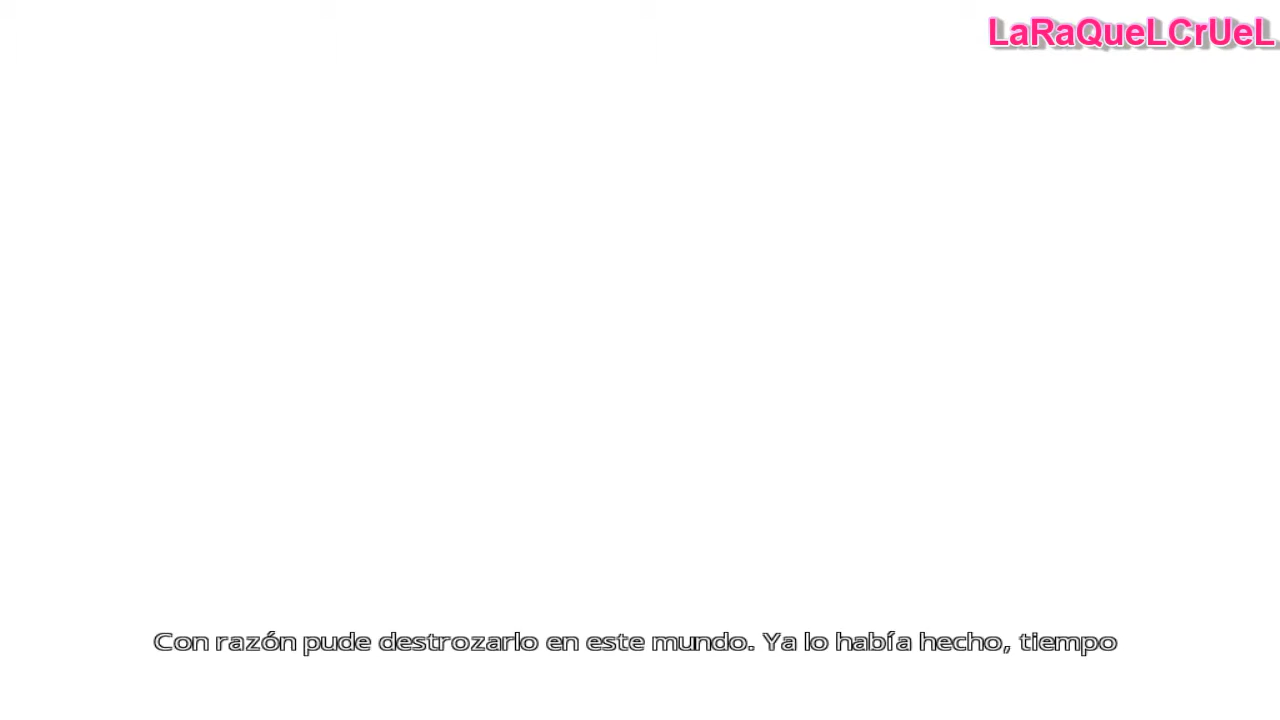 LaRaQueLCrUeL
Con razón pude destrozarlo en este mundo. Ya lo había hecho, tiempo